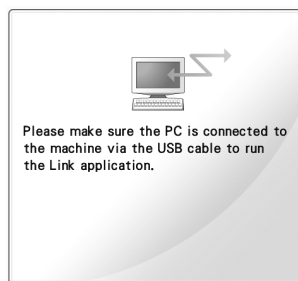 Please make sure the PC is connected to
the machine via the USB cable to run
the Link application.